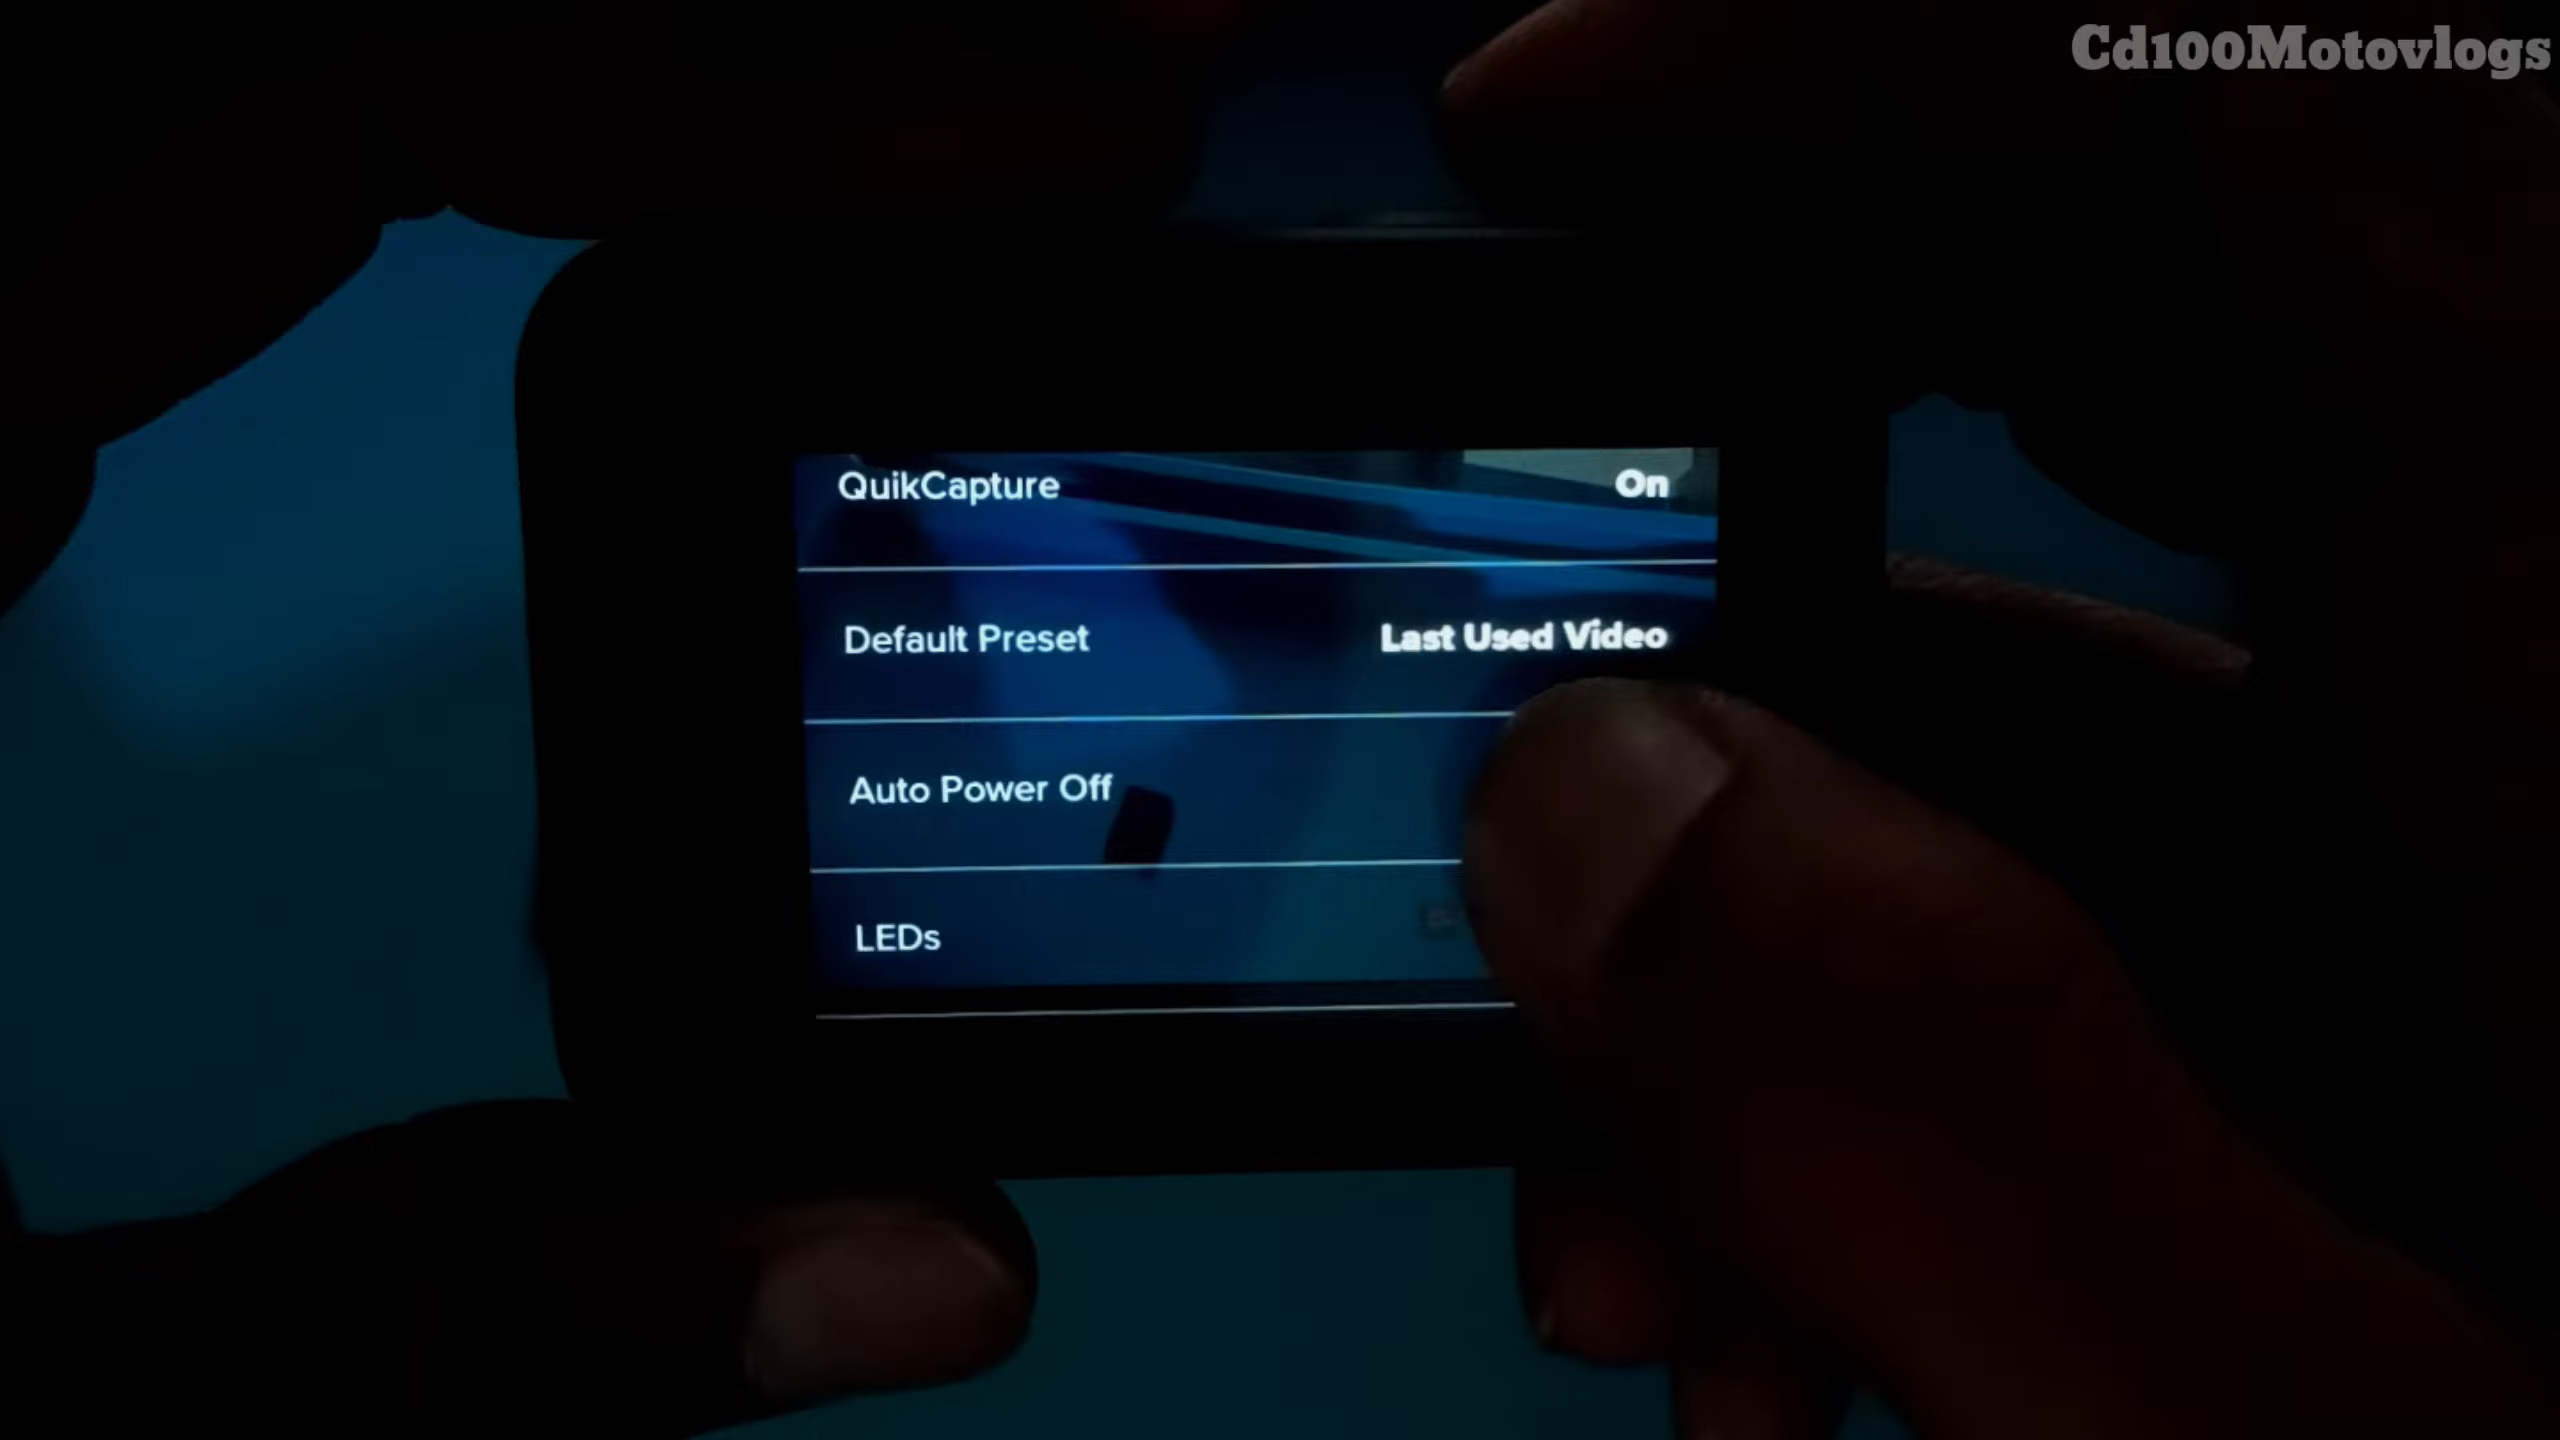 Cd100Motovlogs
QuikCapture On
Default Preset Last Used Video
Auto Power Off
LEDs